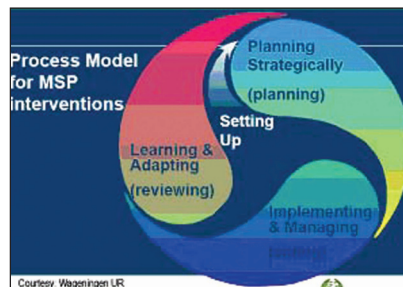 Process Model
for MSP
interventions
Planning
Strategically
(planning)
Setting
Up
Learning &
Adapting
(reviewing)
Implementing
& Managing
Courtesy, Wageningen UR